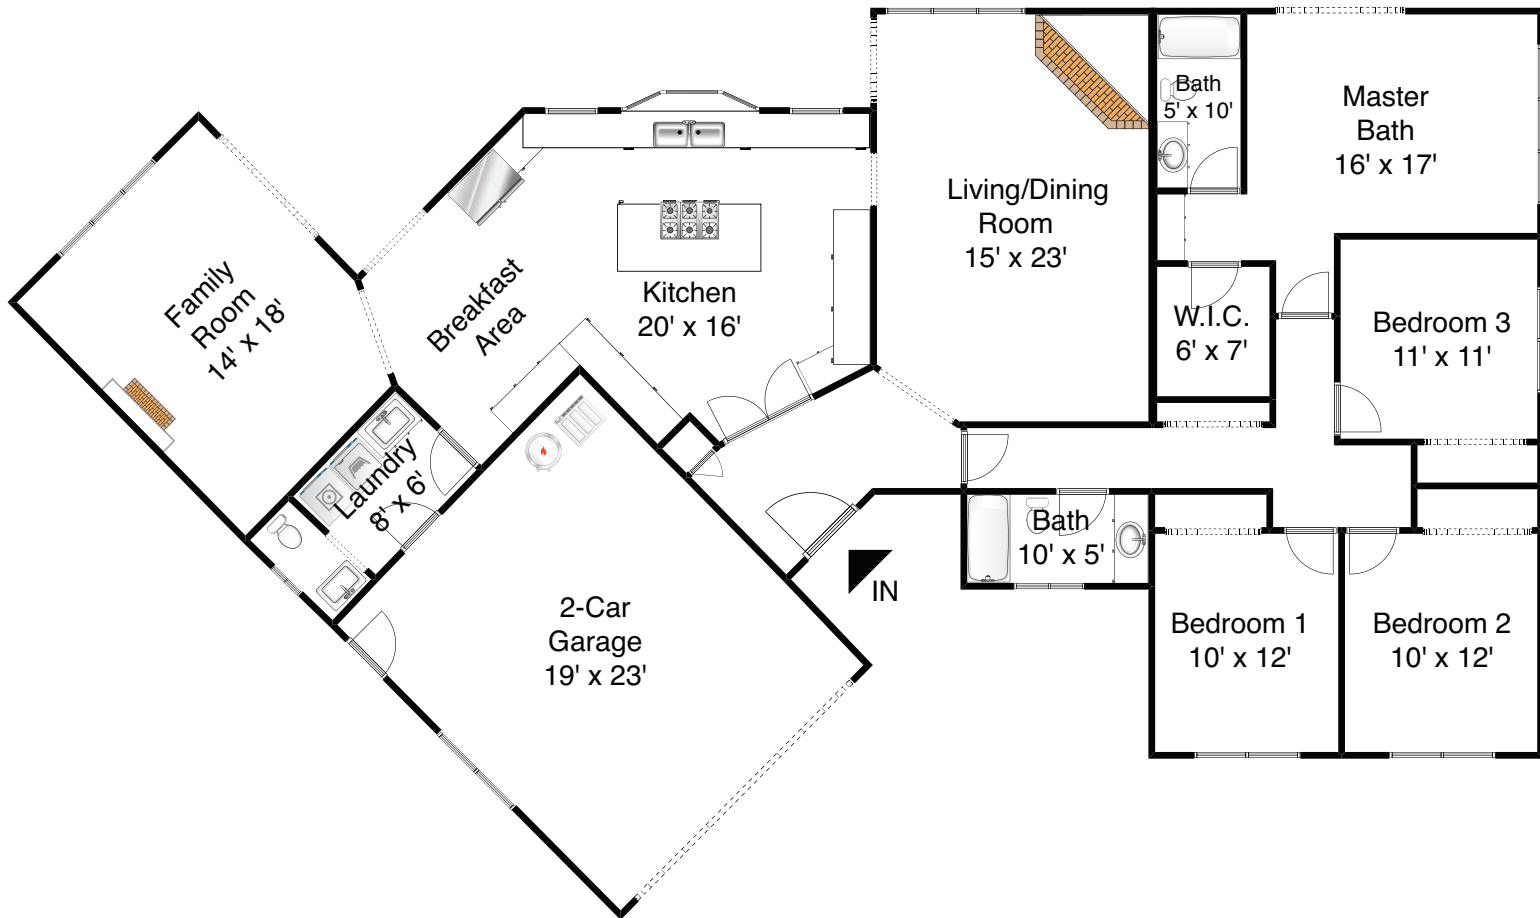 Family
Room
14' x 18'
Breakfast
Area
Kitchen
20' x 16'
Living/Dining
Room
15' x 23'
Bath
5' x 10'
Master
Bath
16' x 17'
W.I.C.
6' x 7'
Bedroom 3
11' x 11'
Laundry
8' x 6'
2-Car
Garage
19' x 23'
IN
Bath
10' x 5'
Bedroom 1
10' x 12'
Bedroom 2
10' x 12'